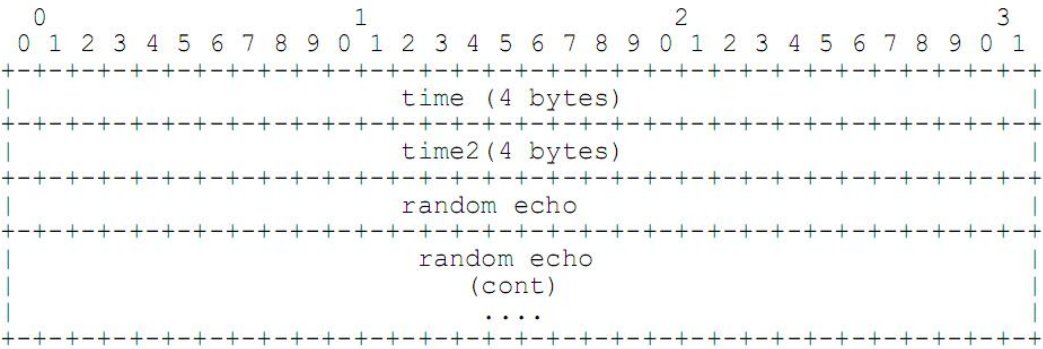 0                   1                   2                   3
0 1 2 3 4 5 6 7 8 9 0 1 2 3 4 5 6 7 8 9 0 1 2 3 4 5 6 7 8 9 0 1
+-+-+-+-+-+-+-+-+-+-+-+-+-+-+-+-+-+-+-+-+-+-+-+-+-+-+-+-+-+-+-+-+
|                        time (4 bytes)                         |
+-+-+-+-+-+-+-+-+-+-+-+-+-+-+-+-+-+-+-+-+-+-+-+-+-+-+-+-+-+-+-+-+
|                        time2(4 bytes)                         |
+-+-+-+-+-+-+-+-+-+-+-+-+-+-+-+-+-+-+-+-+-+-+-+-+-+-+-+-+-+-+-+-+
|                        random echo                            |
+-+-+-+-+-+-+-+-+-+-+-+-+-+-+-+-+-+-+-+-+-+-+-+-+-+-+-+-+-+-+-+-+
|                         random echo                           |
|                            (cont)                             |
|                             ....                              |
+-+-+-+-+-+-+-+-+-+-+-+-+-+-+-+-+-+-+-+-+-+-+-+-+-+-+-+-+-+-+-+-+